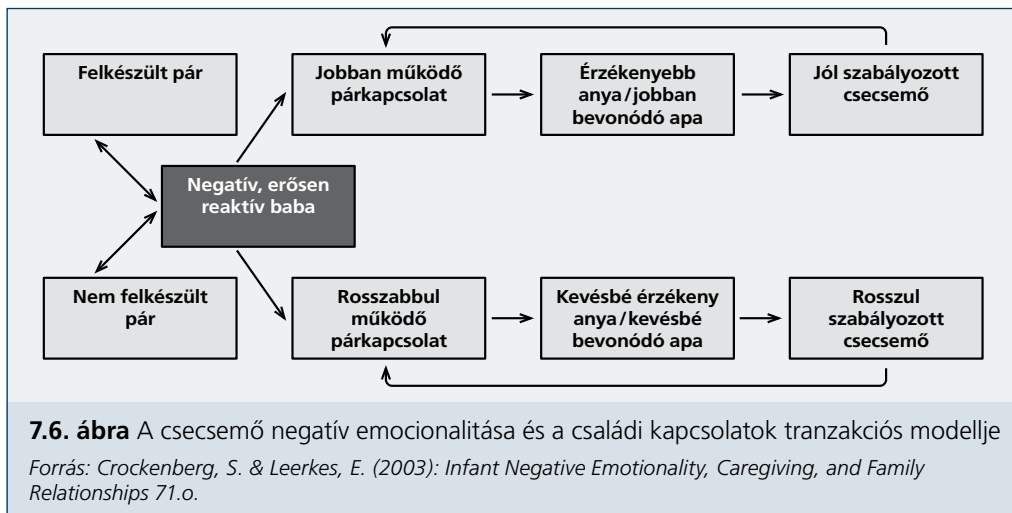 Felkészült pár
Jobban működő
párkapcsolat
Érzékenyebb
anya/jobban
bevonódó apa
Jól szabályozott
csecsemő
Negatív, erősen
reaktív baba
Nem felkészült
pár
Rosszabbul
működő
párkapcsolat
Kevésbé érzékeny
anya/kevésbé
bevonódó apa
Rosszul
szabályozott
csecsemő
7.6. ábra A csecsemő negatív emocionalitása és a családi kapcsolatok tranzakciós modellje
Forrás: Crockenberg, S. & Leerkes, E. (2003): Infant Negative Emotionality, Caregiving, and Family
Relationships 71.o.